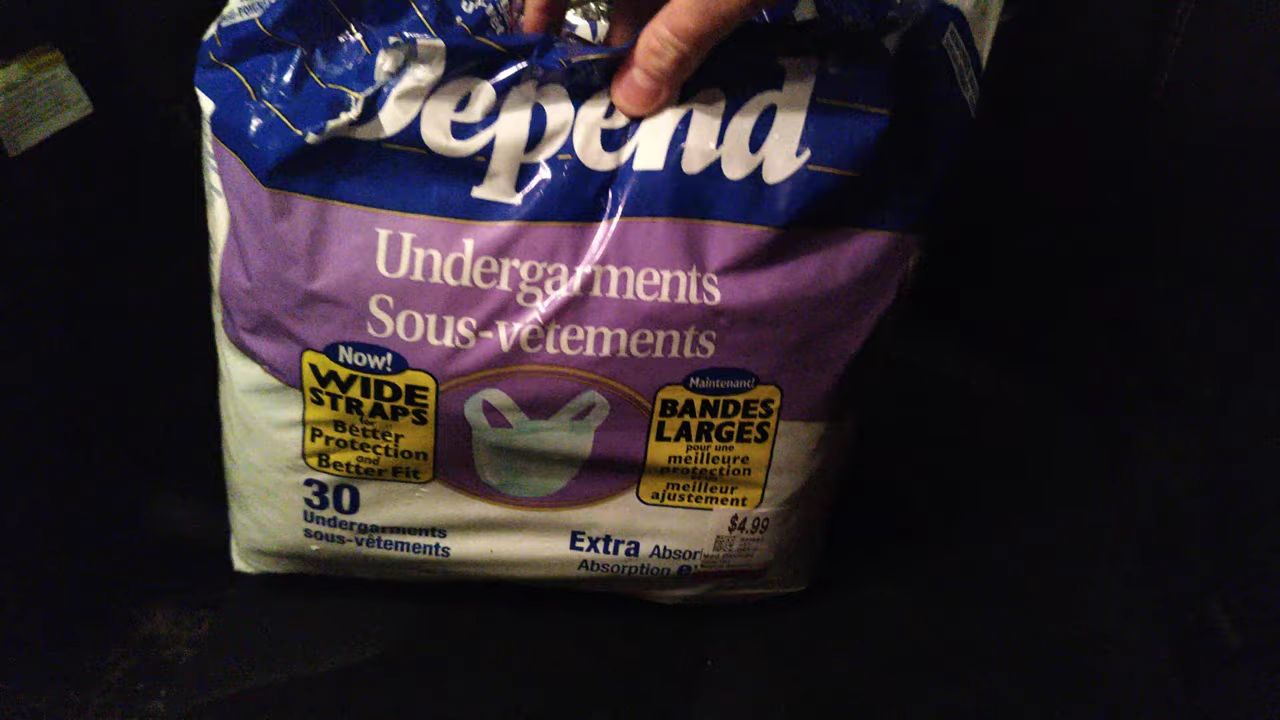 Depend
Undergarments
Sous-vêtements
Now!
WIDE
STRAPS
for
Better
Protection
and
Better Fit
Maintenant!
BANDES
LARGES
pour une
meilleure
protection
meilleur
ajustement
30
Undergarments
sous-vêtements
$4.99
Extra
Absorption